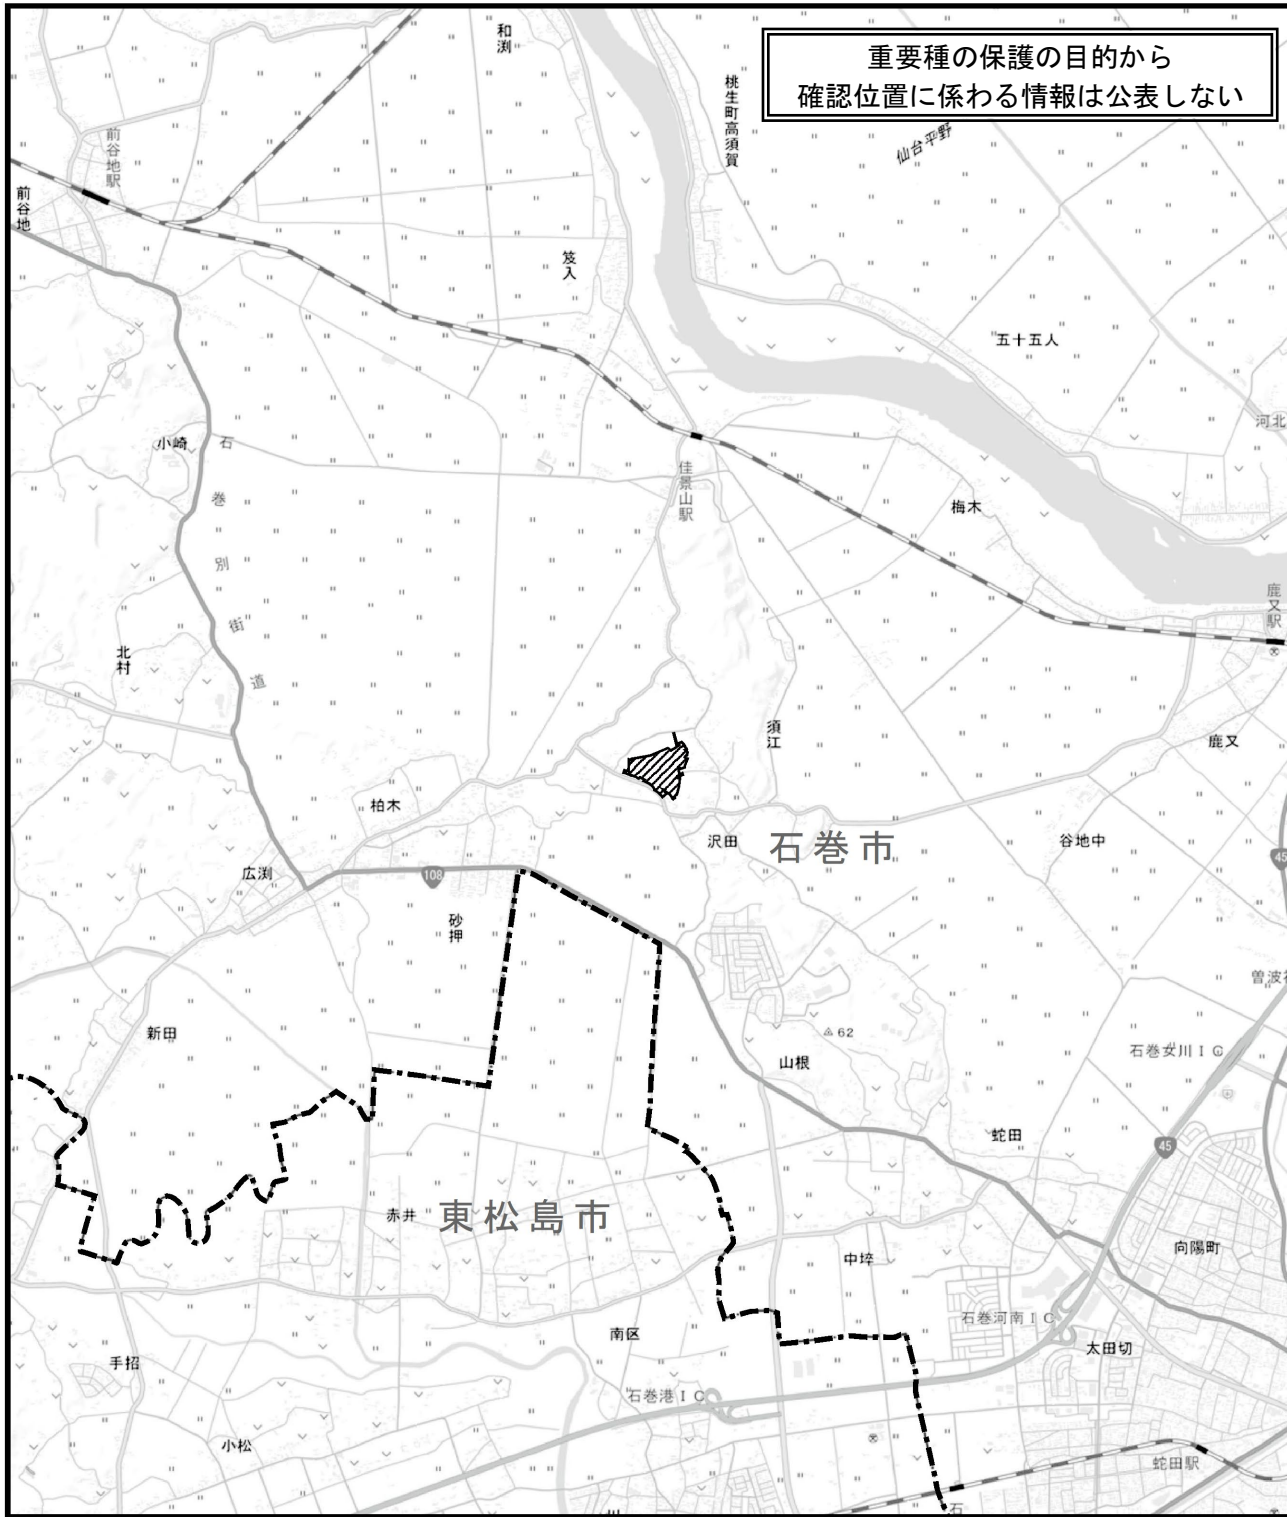 重要種の保護の目的から
確認位置に係わる情報は公表しない
和渕
桃生町高須賀
仙台平野
前谷地駅
前谷地
笈入
五十五人
河北
小崎
石巻別街道
佳景山駅
梅木
鹿又駅
北村
須江
鹿又
柏木
沢田
石巻市
谷地中
45
広渕
108
砂押
曽波
新田
62
山根
石巻女川IC
蛇田
45
赤井
東松島市
向陽町
中埣
石巻河南IC
南区
太田切
手招
石巻港IC
小松
蛇田駅
石